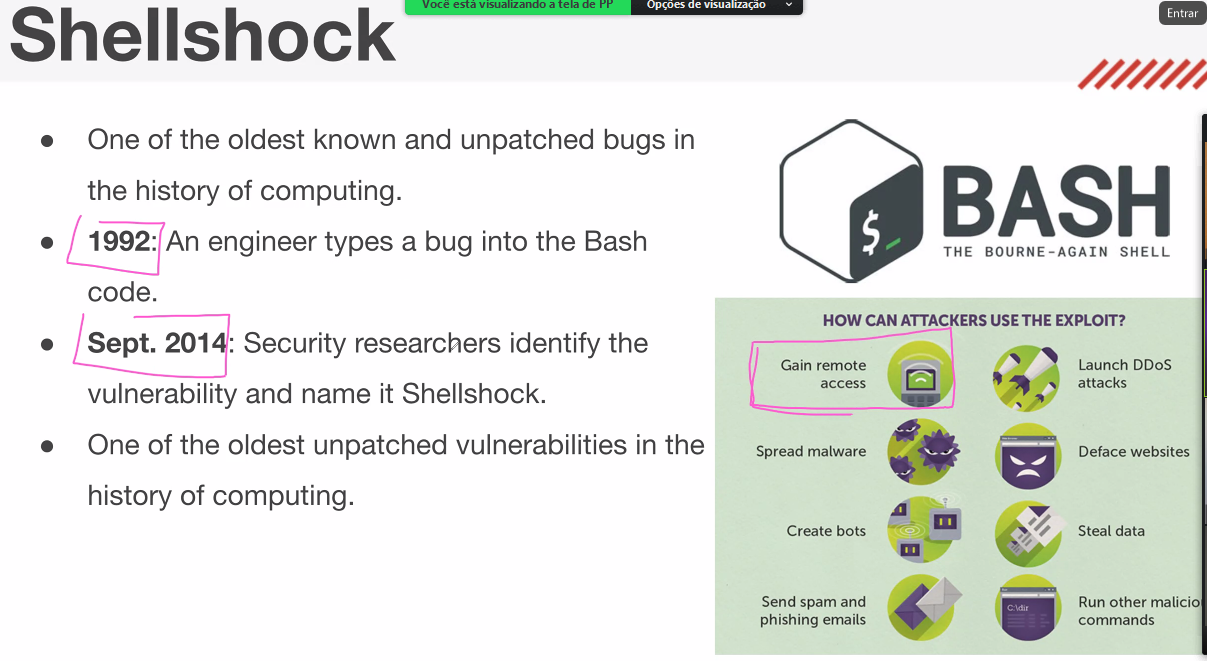 Você está visualizando a tela de PP
Opções de visualização
Entrar
Shellshock
● One of the oldest known and unpatched bugs in
the history of computing.
● 1992: An engineer types a bug into the Bash
code.
● Sept. 2014: Security researchers identify the
vulnerability and name it Shellshock.
● One of the oldest unpatched vulnerabilities in the
history of computing.
$_
BASH
THE BOURNE-AGAIN SHELL
HOW CAN ATTACKERS USE THE EXPLOIT?
Gain remote
access
Launch DDoS
attacks
Spread malware
Deface websites
Create bots
Steal data
Send spam and
phishing emails
C:\dir
Run other malicio
commands